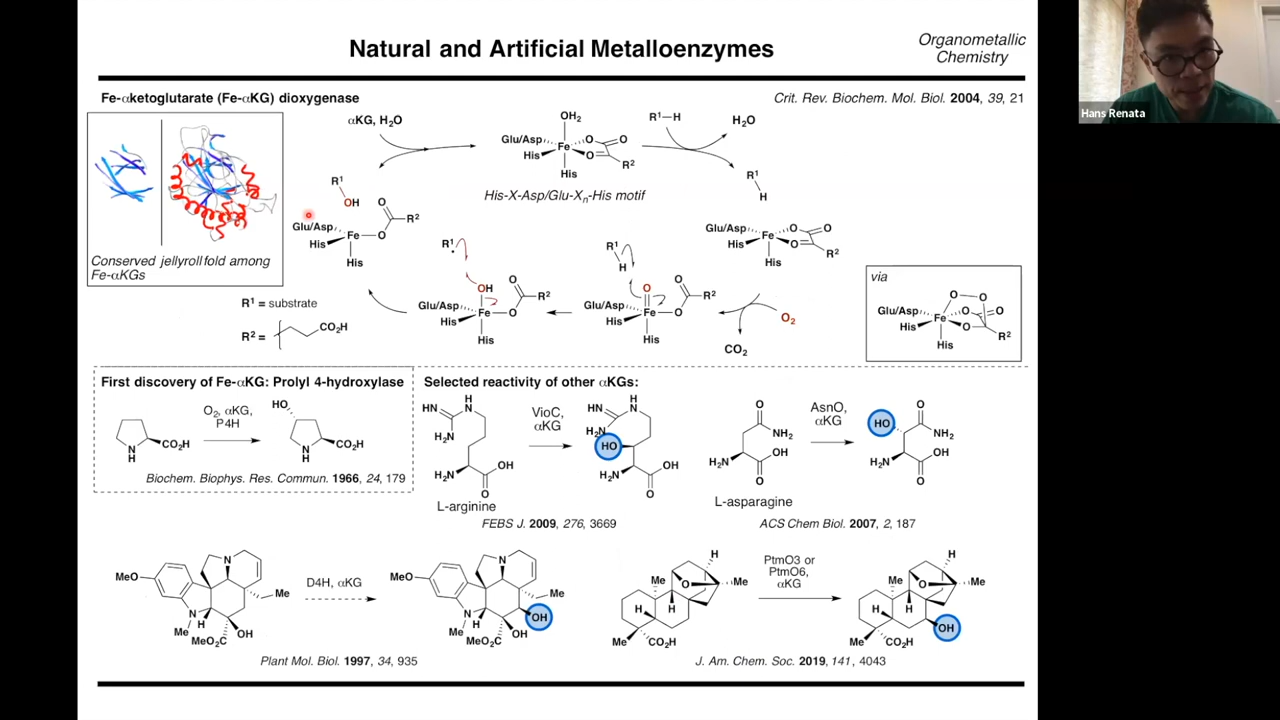 Natural and Artificial Metalloenzymes
Organometallic
Chemistry
Hans Renata
Fe-αketoglutarate (Fe-αKG) dioxygenase
Crit. Rev. Biochem. Mol. Biol. 2004, 39, 21
Conserved jellyroll fold among
Fe-αKGs
αKG, H2O
OH2
Glu/Asp
Fe
O
O
O
R2
His
His
His-X-Asp/Glu-Xn-His motif
R1–H
H2O
R1
H
Glu/Asp
Fe
O
O
O
R2
His
His
via
O
O
Glu/Asp
Fe
O
O
O
R2
His
His
O2
CO2
R1
H
O
Glu/Asp
Fe
O
O
R2
His
His
R1
OH
Glu/Asp
Fe
O
O
R2
His
His
R1
OH
Glu/Asp
Fe
O
O
R2
His
His
R1 = substrate
R2 =
CO2H
First discovery of Fe-αKG: Prolyl 4-hydroxylase
N
H
CO2H
O2, αKG,
P4H
HO
N
H
CO2H
Biochem. Biophys. Res. Commun. 1966, 24, 179
Selected reactivity of other αKGs:
H
HN
N
NH2
H2N
OH
O
L-arginine
VioC,
αKG
H
HN
N
NH2
HO
H2N
OH
O
FEBS J. 2009, 276, 3669
O
NH2
OH
H2N
O
L-asparagine
AsnO,
αKG
HO
O
NH2
OH
H2N
O
ACS Chem Biol. 2007, 2, 187
MeO
N
N
Me
H
Me
MeO2C
OH
D4H, αKG
MeO
N
N
Me
H
Me
OH
MeO2C
OH
Plant Mol. Biol. 1997, 34, 935
H
Me
O
Me
H
H
Me
CO2H
PtmO3 or
PtmO6,
αKG
H
Me
O
Me
H
H
OH
Me
CO2H
J. Am. Chem. Soc. 2019, 141, 4043